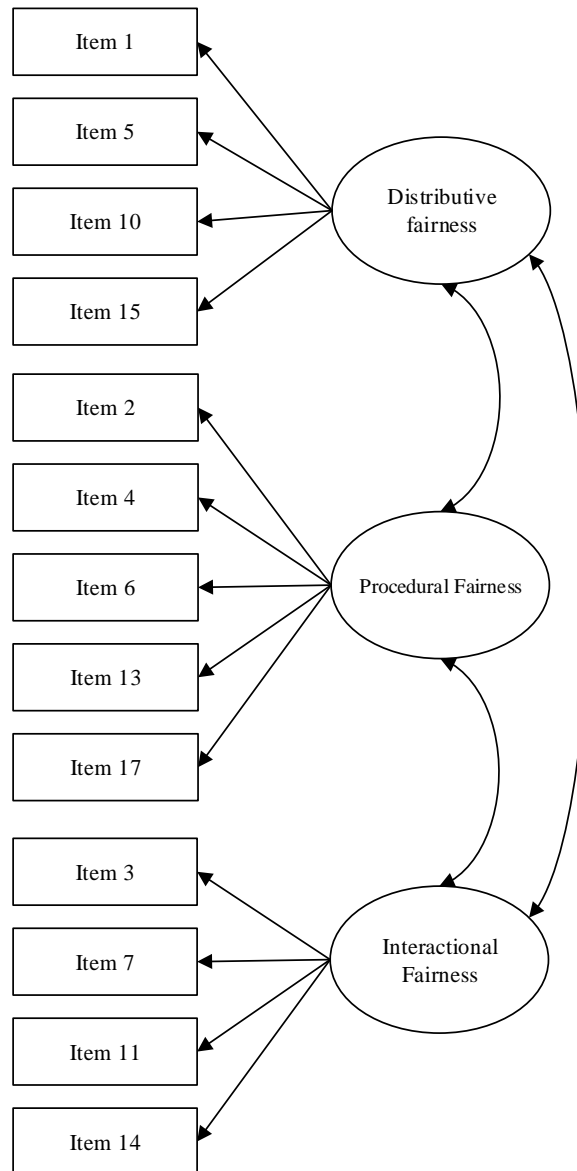 Item 1
Item 5
Item 10
Item 15
Distributive
fairness
Item 2
Item 4
Item 6
Item 13
Item 17
Procedural Fairness
Item 3
Item 7
Item 11
Item 14
Interactional
Fairness